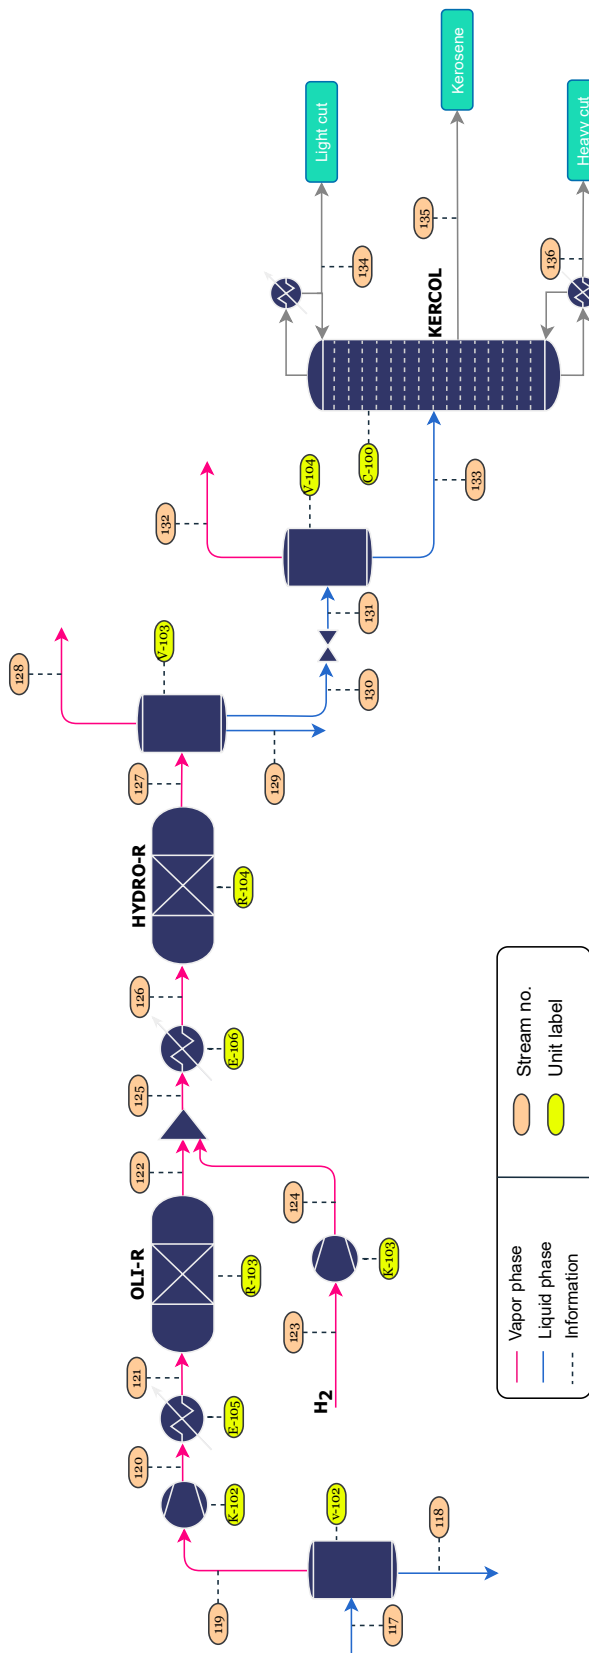 Light cut
Kerosene
Heavy cut
134
135
136
KERCOL
C-100
V-104
132
133
131
130
V-103
128
129
127
HYDRO-R
R-104
126
E-106
125
122
124
K-103
123
H2
OLI-R
R-103
121
E-105
120
K-102
119
v-102
118
117
Vapor phase
Liquid phase
Information
Stream no.
Unit label